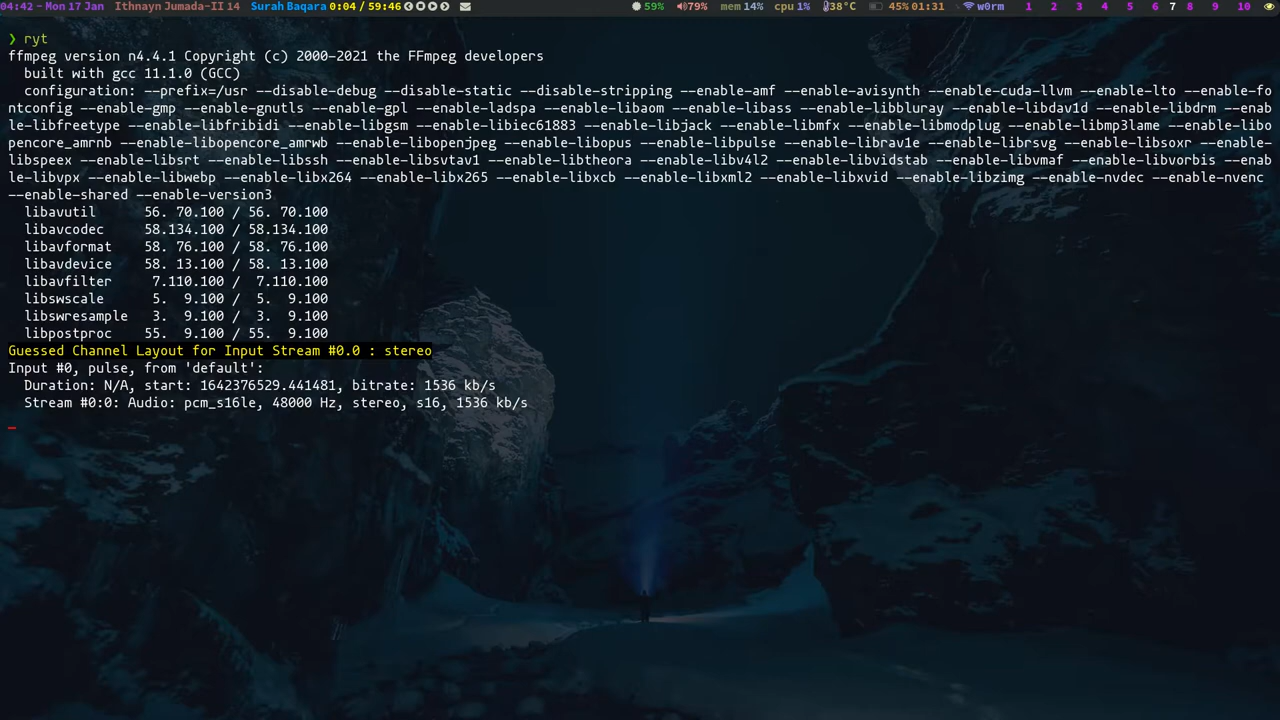 04:42 - Mon 17 Jan Ithnayn Jumada-II 14 Surah Baqara 0:04 / 59:46 59% 79% mem 14% cpu 1% 38°C 45% 01:31 w0rm 1 2 3 4 5 6 7 8 9 10
❯ ryt
ffmpeg version n4.4.1 Copyright (c) 2000-2021 the FFmpeg developers
  built with gcc 11.1.0 (GCC)
  configuration: --prefix=/usr --disable-debug --disable-static --disable-stripping --enable-amf --enable-avisynth --enable-cuda-llvm --enable-lto --enable-fo
ntconfig --enable-gmp --enable-gnutls --enable-gpl --enable-ladspa --enable-libaom --enable-libass --enable-libbluray --enable-libdav1d --enable-libdrm --enab
le-libfreetype --enable-libfribidi --enable-libgsm --enable-libiec61883 --enable-libjack --enable-libmfx --enable-libmodplug --enable-libmp3lame --enable-libo
pencore_amrnb --enable-libopencore_amrwb --enable-libopenjpeg --enable-libopus --enable-libpulse --enable-librav1e --enable-librsvg --enable-libsoxr --enable-
libspeex --enable-libsrt --enable-libssh --enable-libsvtav1 --enable-libtheora --enable-libv4l2 --enable-libvidstab --enable-libvmaf --enable-libvorbis --enab
le-libvpx --enable-libwebp --enable-libx264 --enable-libx265 --enable-libxcb --enable-libxml2 --enable-libxvid --enable-libzimg --enable-nvdec --enable-nvenc
--enable-shared --enable-version3
  libavutil      56. 70.100 / 56. 70.100
  libavcodec     58.134.100 / 58.134.100
  libavformat    58. 76.100 / 58. 76.100
  libavdevice    58. 13.100 / 58. 13.100
  libavfilter     7.110.100 /  7.110.100
  libswscale      5.  9.100 /  5.  9.100
  libswresample   3.  9.100 /  3.  9.100
  libpostproc    55.  9.100 / 55.  9.100
Guessed Channel Layout for Input Stream #0.0 : stereo
Input #0, pulse, from 'default':
  Duration: N/A, start: 1642376529.441481, bitrate: 1536 kb/s
  Stream #0:0: Audio: pcm_s16le, 48000 Hz, stereo, s16, 1536 kb/s